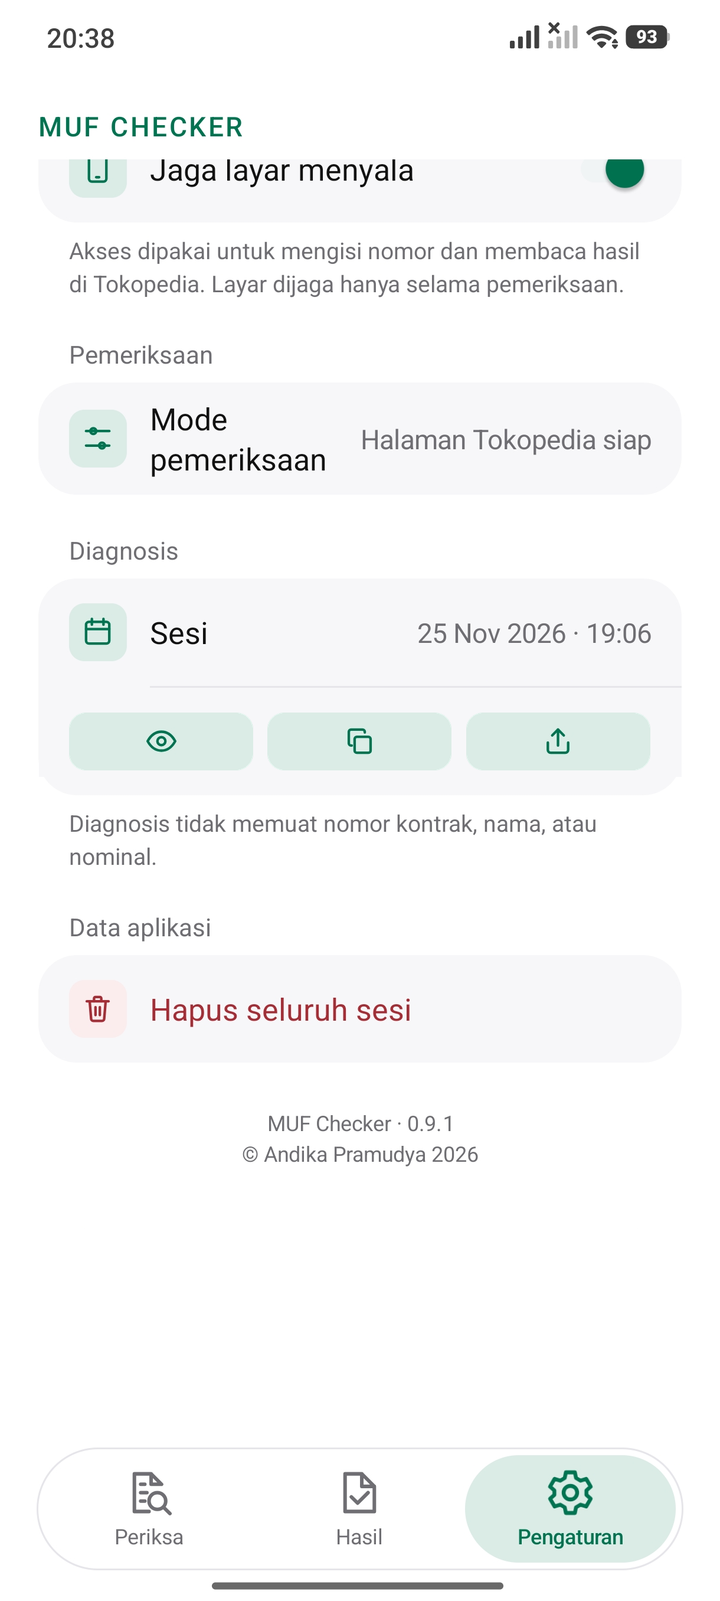 20:38
93
MUF CHECKER
Jaga layar menyala
Akses dipakai untuk mengisi nomor dan membaca hasil
di Tokopedia. Layar dijaga hanya selama pemeriksaan.
Pemeriksaan
Mode
pemeriksaan
Halaman Tokopedia siap
Diagnosis
Sesi
25 Nov 2026 · 19:06
Diagnosis tidak memuat nomor kontrak, nama, atau
nominal.
Data aplikasi
Hapus seluruh sesi
MUF Checker · 0.9.1
© Andika Pramudya 2026
Periksa
Hasil
Pengaturan